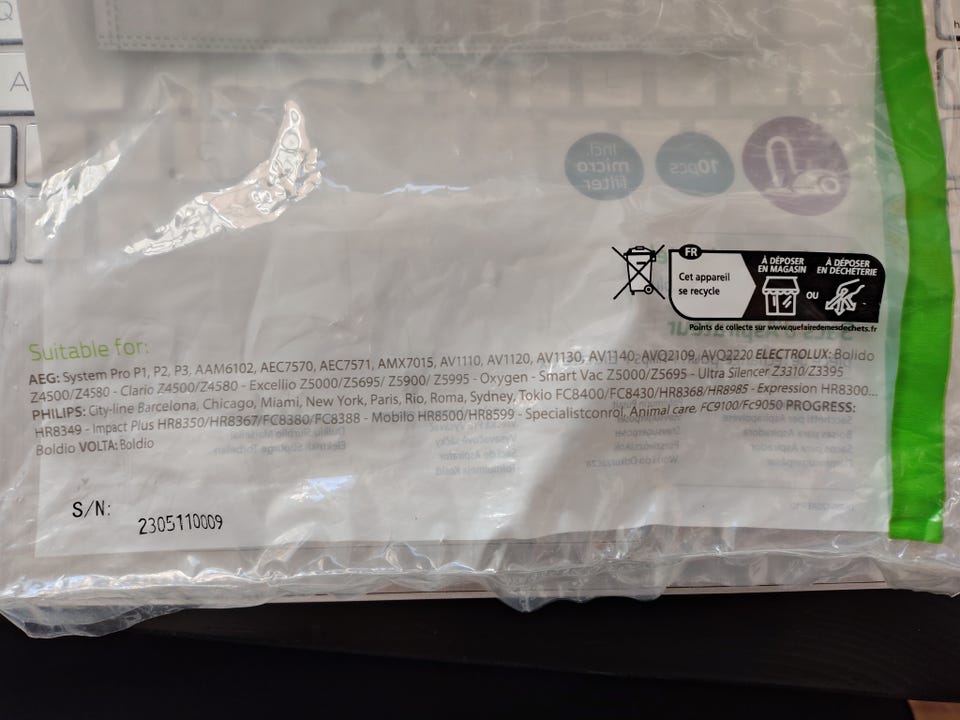 Incl.
micro
filter
10pcs
FR
Cet appareil
se recycle
À DÉPOSER
EN MAGASIN
OU
À DÉPOSER
EN DÉCHÈTERIE
Points de collecte sur www.quefairedemesdechets.fr
Suitable for:
AEG: System Pro P1, P2, P3, AAM6102, AEC7570, AEC7571, AMX7015, AV1110, AV1120, AV1130, AV1140, AVQ2109, AVQ2220 ELECTROLUX: Bolido
Z4500/Z4580 - Clario Z4500/Z4580 - Excellio Z5000/Z5695/ Z5900/ Z5995 - Oxygen - Smart Vac Z5000/Z5695 - Ultra Silencer Z3310/Z3395
PHILIPS: City-line Barcelona, Chicago, Miami, New York, Paris, Rio, Roma, Sydney, Tokio FC8400/FC8430/HR8368/HR8985 - Expression HR8300...
HR8349 - Impact Plus HR8350/HR8367/FC8380/FC8388 - Mobilo HR8500/HR8599 - Specialistconrol, Animal care, FC9100/Fc9050 PROGRESS:
Boldio VOLTA: Boldio
S/N:
2305110009